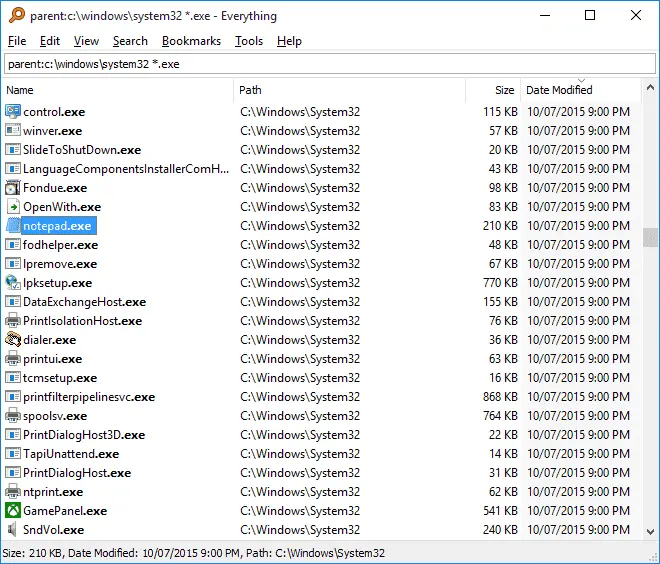 parent:c:\windows\system32 *.exe - Everything
File Edit View Search Bookmarks Tools Help
parent:c:\windows\system32 *.exe
Name Path Size Date Modified
control.exe C:\Windows\System32 115 KB 10/07/2015 9:00 PM
winver.exe C:\Windows\System32 57 KB 10/07/2015 9:00 PM
SlideToShutDown.exe C:\Windows\System32 20 KB 10/07/2015 9:00 PM
LanguageComponentsInstallerComH... C:\Windows\System32 43 KB 10/07/2015 9:00 PM
Fondue.exe C:\Windows\System32 98 KB 10/07/2015 9:00 PM
OpenWith.exe C:\Windows\System32 83 KB 10/07/2015 9:00 PM
notepad.exe C:\Windows\System32 210 KB 10/07/2015 9:00 PM
fodhelper.exe C:\Windows\System32 48 KB 10/07/2015 9:00 PM
lpremove.exe C:\Windows\System32 67 KB 10/07/2015 9:00 PM
lpksetup.exe C:\Windows\System32 770 KB 10/07/2015 9:00 PM
DataExchangeHost.exe C:\Windows\System32 155 KB 10/07/2015 9:00 PM
PrintIsolationHost.exe C:\Windows\System32 76 KB 10/07/2015 9:00 PM
dialer.exe C:\Windows\System32 36 KB 10/07/2015 9:00 PM
printui.exe C:\Windows\System32 63 KB 10/07/2015 9:00 PM
tcmsetup.exe C:\Windows\System32 16 KB 10/07/2015 9:00 PM
printfilterpipelinesvc.exe C:\Windows\System32 868 KB 10/07/2015 9:00 PM
spoolsv.exe C:\Windows\System32 764 KB 10/07/2015 9:00 PM
PrintDialogHost3D.exe C:\Windows\System32 22 KB 10/07/2015 9:00 PM
TapiUnattend.exe C:\Windows\System32 14 KB 10/07/2015 9:00 PM
PrintDialogHost.exe C:\Windows\System32 31 KB 10/07/2015 9:00 PM
ntprint.exe C:\Windows\System32 62 KB 10/07/2015 9:00 PM
GamePanel.exe C:\Windows\System32 541 KB 10/07/2015 9:00 PM
SndVol.exe C:\Windows\System32 240 KB 10/07/2015 9:00 PM
Size: 210 KB, Date Modified: 10/07/2015 9:00 PM, Path: C:\Windows\System32